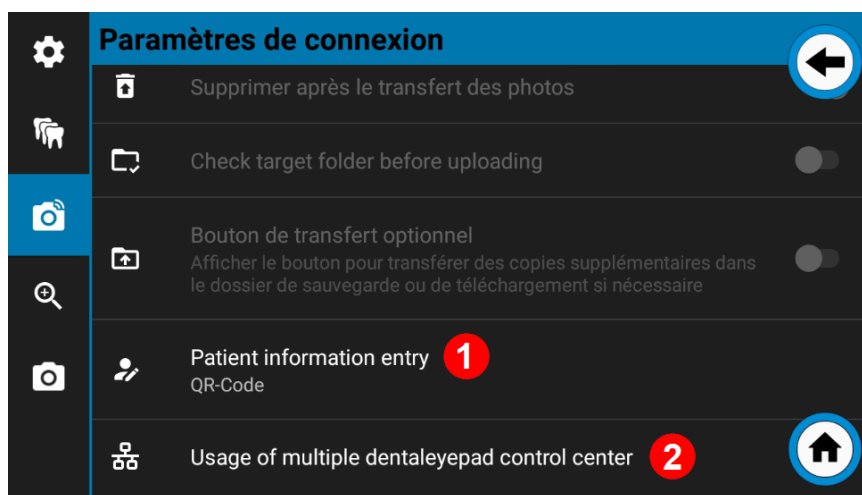 Paramètres de connexion
Supprimer après le transfert des photos
Check target folder before uploading
Bouton de transfert optionnel
Afficher le bouton pour transférer des copies supplémentaires dans
le dossier de sauvegarde ou de téléchargement si nécessaire
Patient information entry 1
QR-Code
Usage of multiple dentaleyepad control center 2